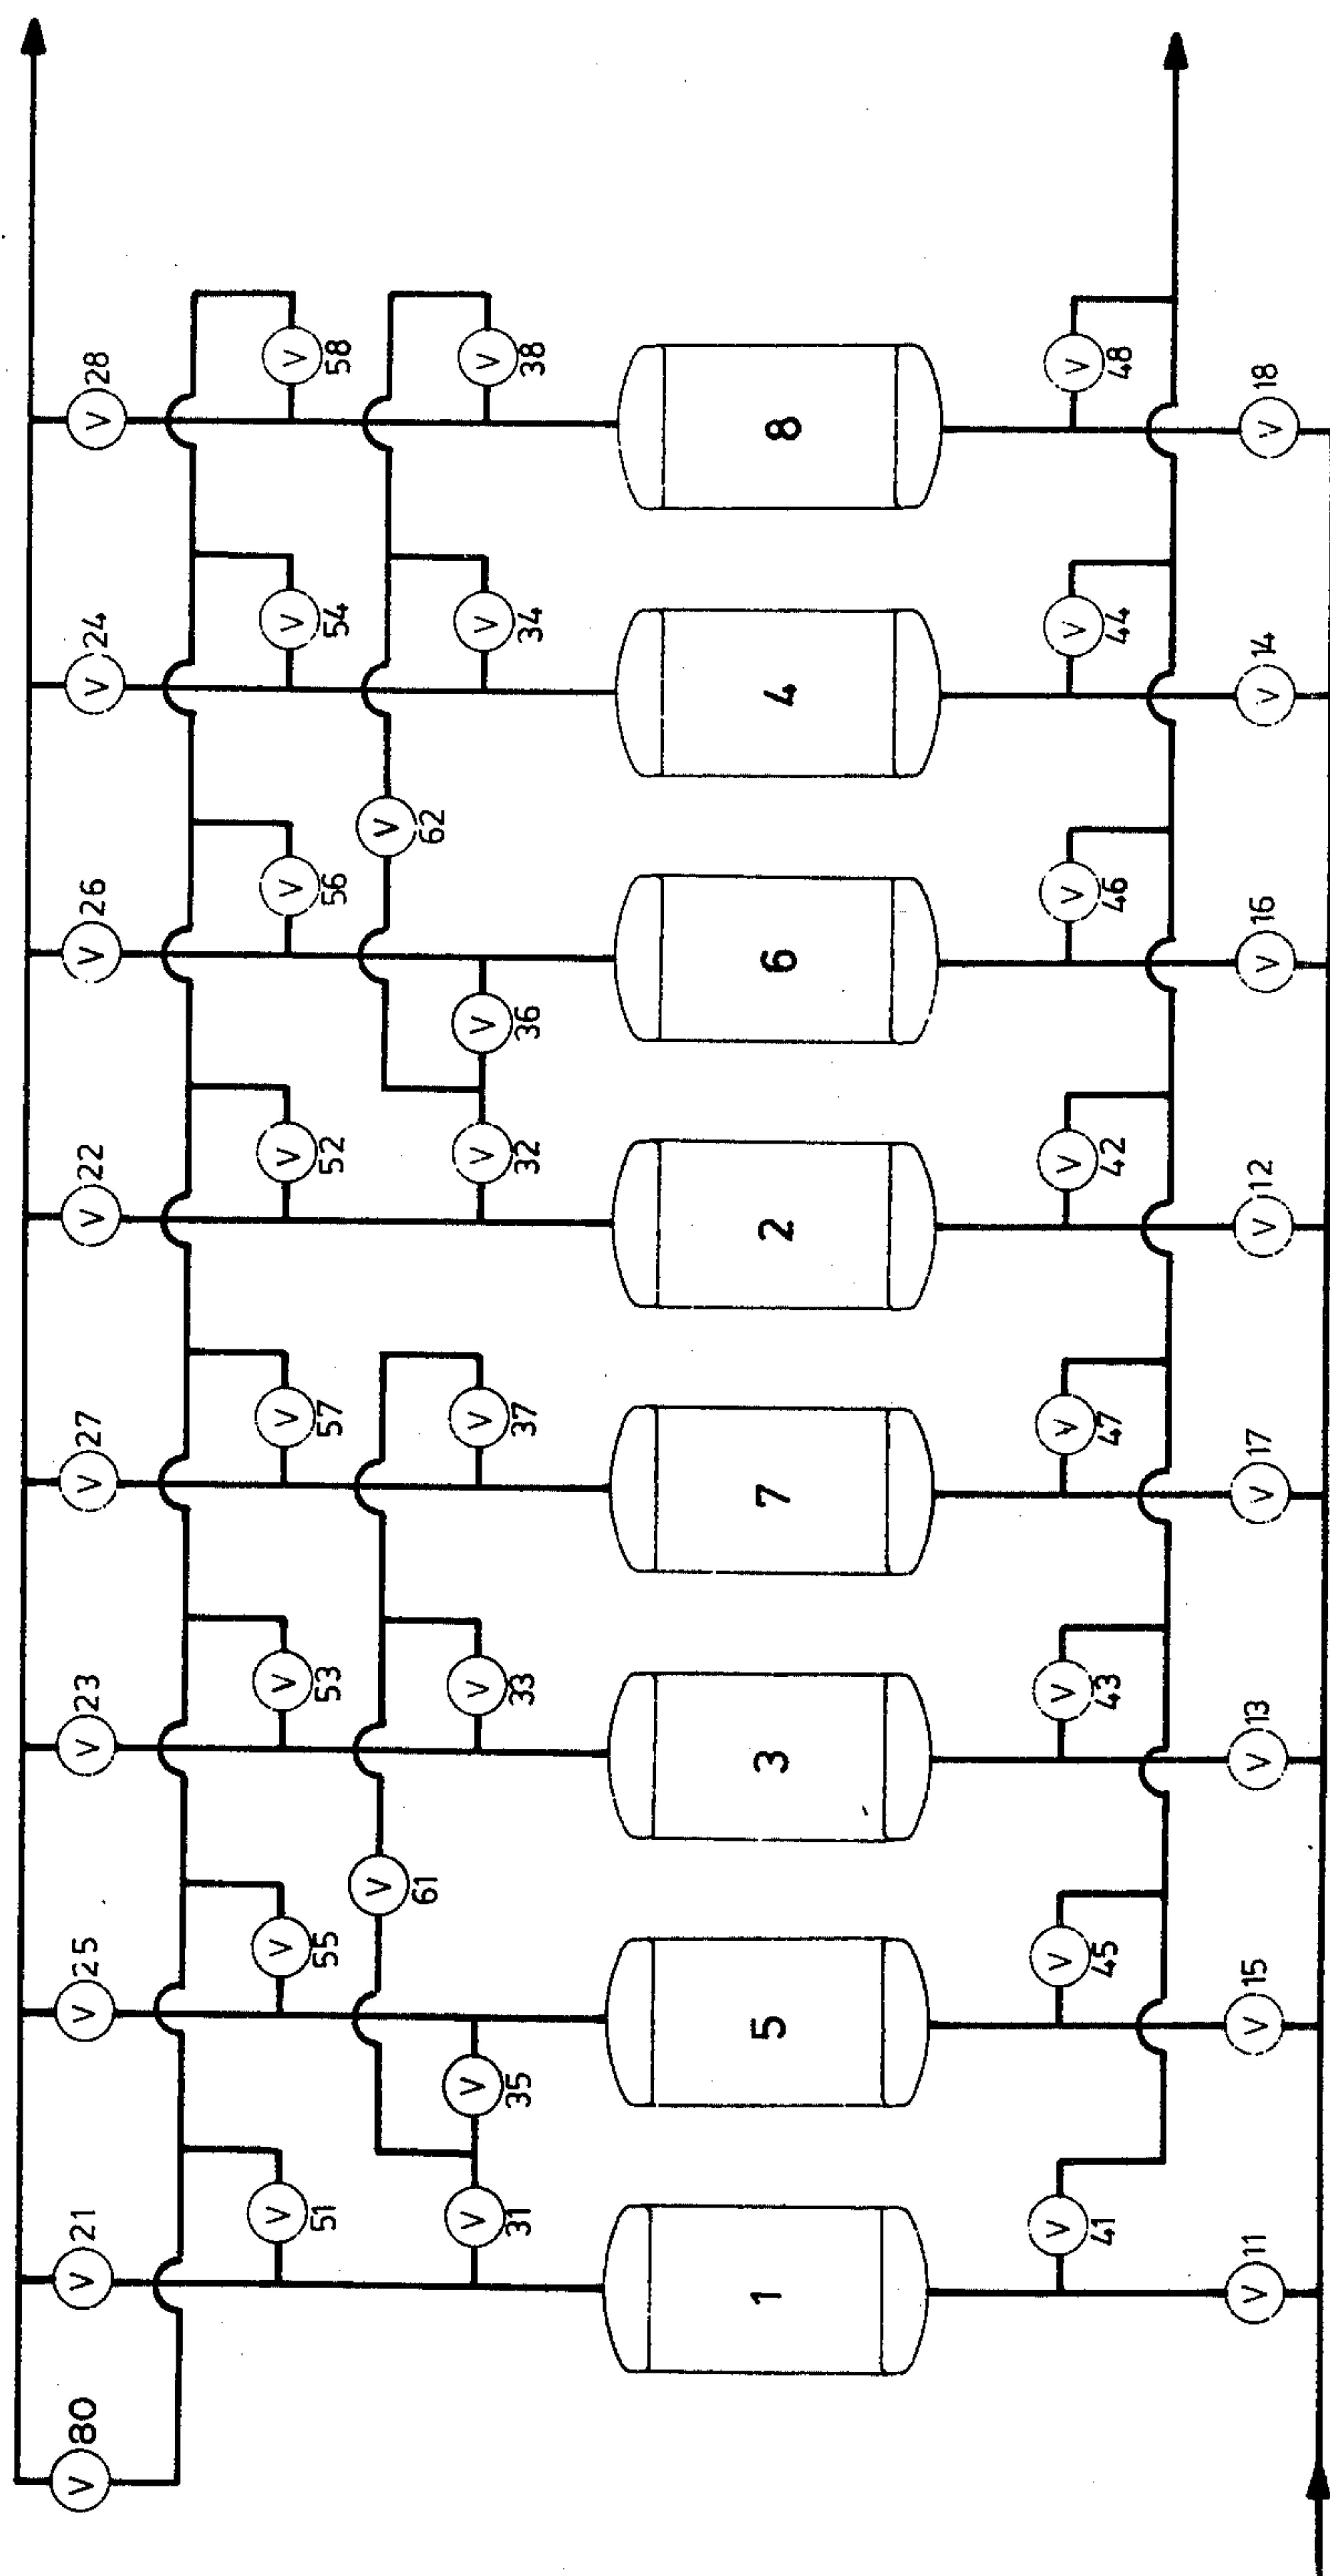 V 80 V 21 V 25 V 23 V 27 V 22 V 26 V 24 V 28
V V V V V V V V
51 55 53 57 52 56 54 58
V V
61 62
V V V V V V V V
31 35 33 37 32 36 34 38
1 5 3 7 2 6 4 8
V V V V V V V V
41 45 43 47 42 46 44 48
V 11 V 15 V 13 V 17 V 12 V 16 V 14 V 18